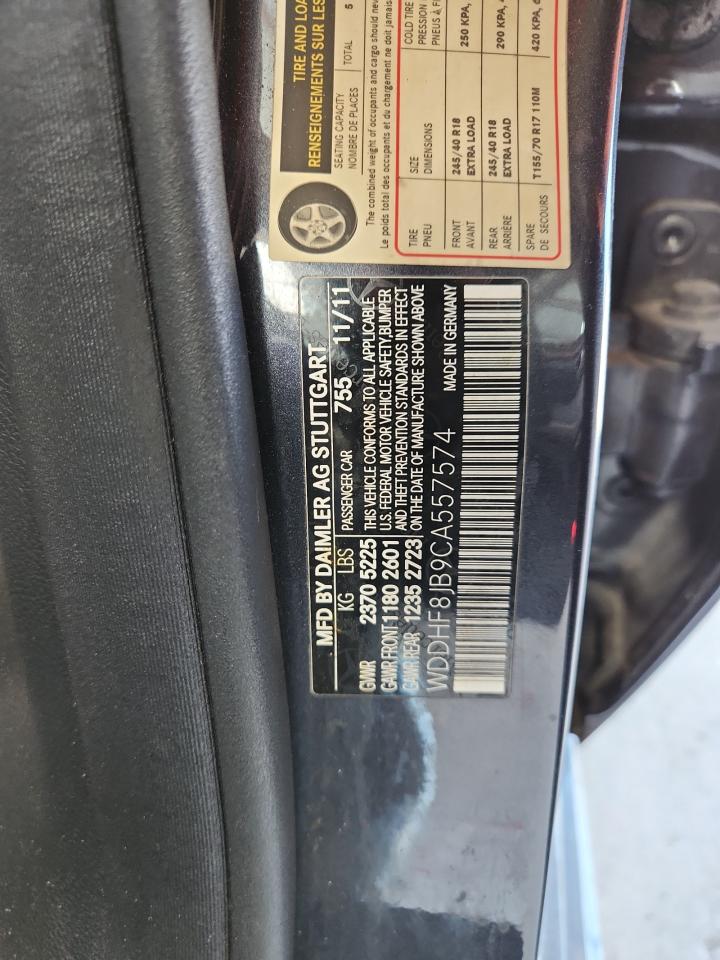 TIRE AND LOA
RENSEIGNEMENTS SUR LES
SEATING CAPACITY
NOMBRE DE PLACES
TOTAL 5
The combined weight of occupants and cargo should nev
Le poids total des occupants et du chargement ne doit jamais
TIRE SIZE COLD TIRE
PNEU DIMENSIONS PRESSION
PNEUS À F
FRONT 245/40 R18 250 KPA,
AVANT EXTRA LOAD
REAR 245/40 R18 290 KPA,
ARRIÈRE EXTRA LOAD
SPARE T155/70 R17 110M 420 KPA,
DE SECOURS
MFD BY DAIMLER AG STUTTGART
KG LBS PASSENGER CAR 755 11/11
GVWR 2370 5225 THIS VEHICLE CONFORMS TO ALL APPLICABLE
GAWR FRONT 1180 2601 U.S. FEDERAL MOTOR VEHICLE SAFETY, BUMPER
GAWR REAR 1235 2723 AND THEFT PREVENTION STANDARDS IN EFFECT
ON THE DATE OF MANUFACTURE SHOWN ABOVE
WDDHF8JB9CA557574 MADE IN GERMANY